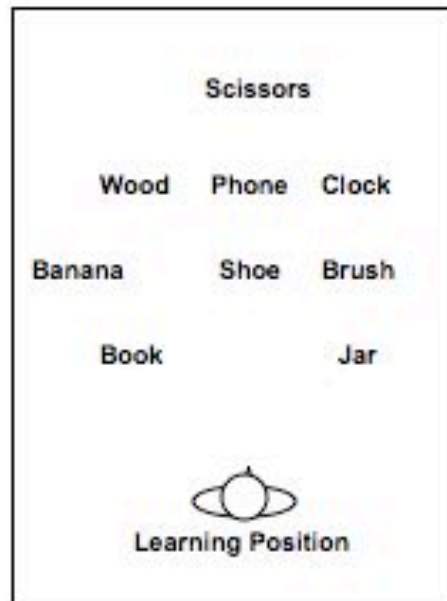 Scissors
Wood Phone Clock
Banana Shoe Brush
Book Jar
Learning Position